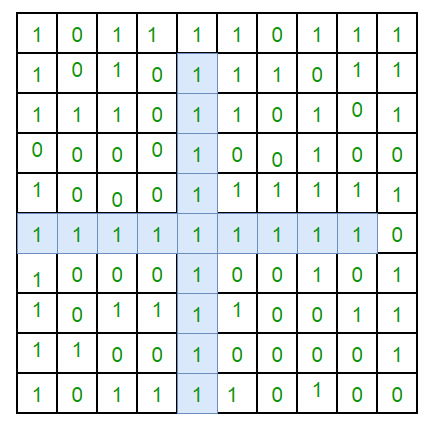 1 0 1 1 1 1 0 1 1 1
1 0 1 0 1 1 1 0 1 1
1 1 1 0 1 1 0 1 0 1
0 0 0 0 1 0 0 1 0 0
1 0 0 0 1 1 1 1 1 1
1 1 1 1 1 1 1 1 1 0
1 0 0 0 1 0 0 1 0 1
1 0 1 1 1 1 0 0 1 1
1 1 0 0 1 0 0 0 0 1
1 0 1 1 1 1 0 1 0 0